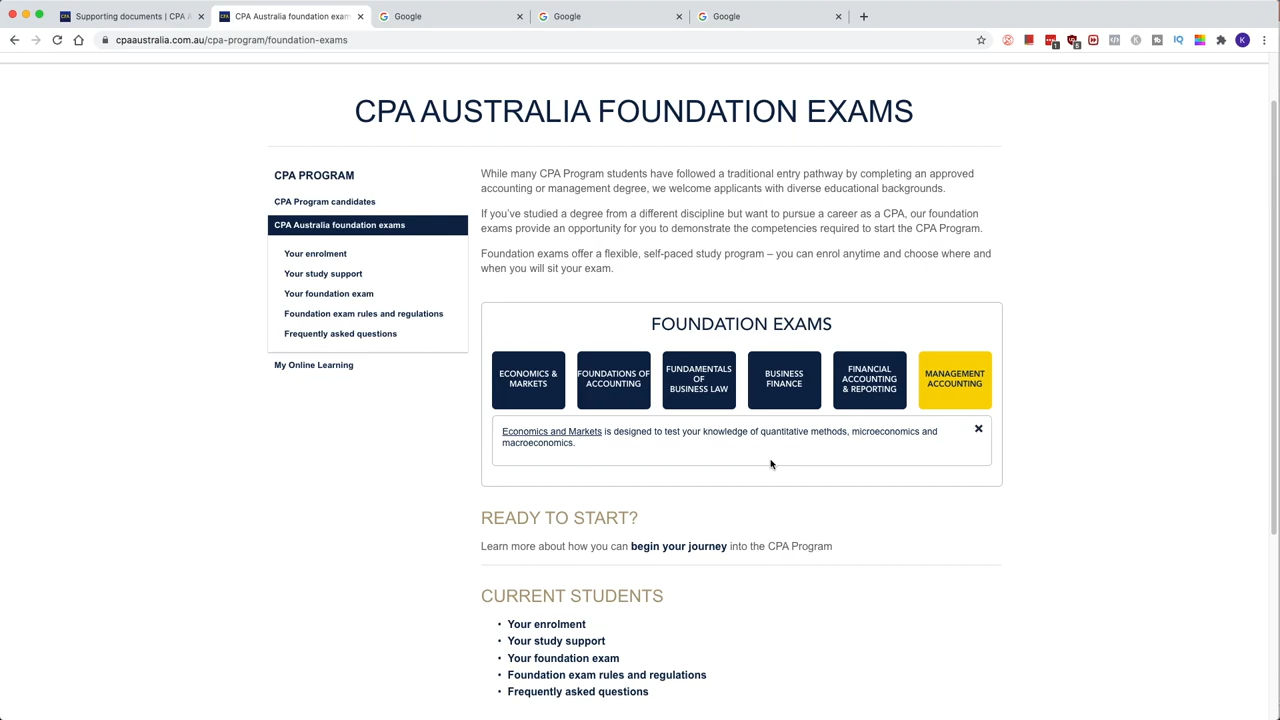 Supporting documents | CPA A
CPA Australia foundation exam
Google
Google
Google
cpaaustralia.com.au/cpa-program/foundation-exams
CPA AUSTRALIA FOUNDATION EXAMS
CPA PROGRAM
CPA Program candidates
CPA Australia foundation exams
Your enrolment
Your study support
Your foundation exam
Foundation exam rules and regulations
Frequently asked questions
My Online Learning
While many CPA Program students have followed a traditional entry pathway by completing an approved
accounting or management degree, we welcome applicants with diverse educational backgrounds.
If you've studied a degree from a different discipline but want to pursue a career as a CPA, our foundation
exams provide an opportunity for you to demonstrate the competencies required to start the CPA Program.
Foundation exams offer a flexible, self-paced study program – you can enrol anytime and choose where and
when you will sit your exam.
FOUNDATION EXAMS
ECONOMICS &
MARKETS
FOUNDATIONS OF
ACCOUNTING
FUNDAMENTALS
OF
BUSINESS LAW
BUSINESS
FINANCE
FINANCIAL
ACCOUNTING
& REPORTING
MANAGEMENT
ACCOUNTING
Economics and Markets is designed to test your knowledge of quantitative methods, microeconomics and
macroeconomics.
READY TO START?
Learn more about how you can begin your journey into the CPA Program
CURRENT STUDENTS
• Your enrolment
• Your study support
• Your foundation exam
• Foundation exam rules and regulations
• Frequently asked questions